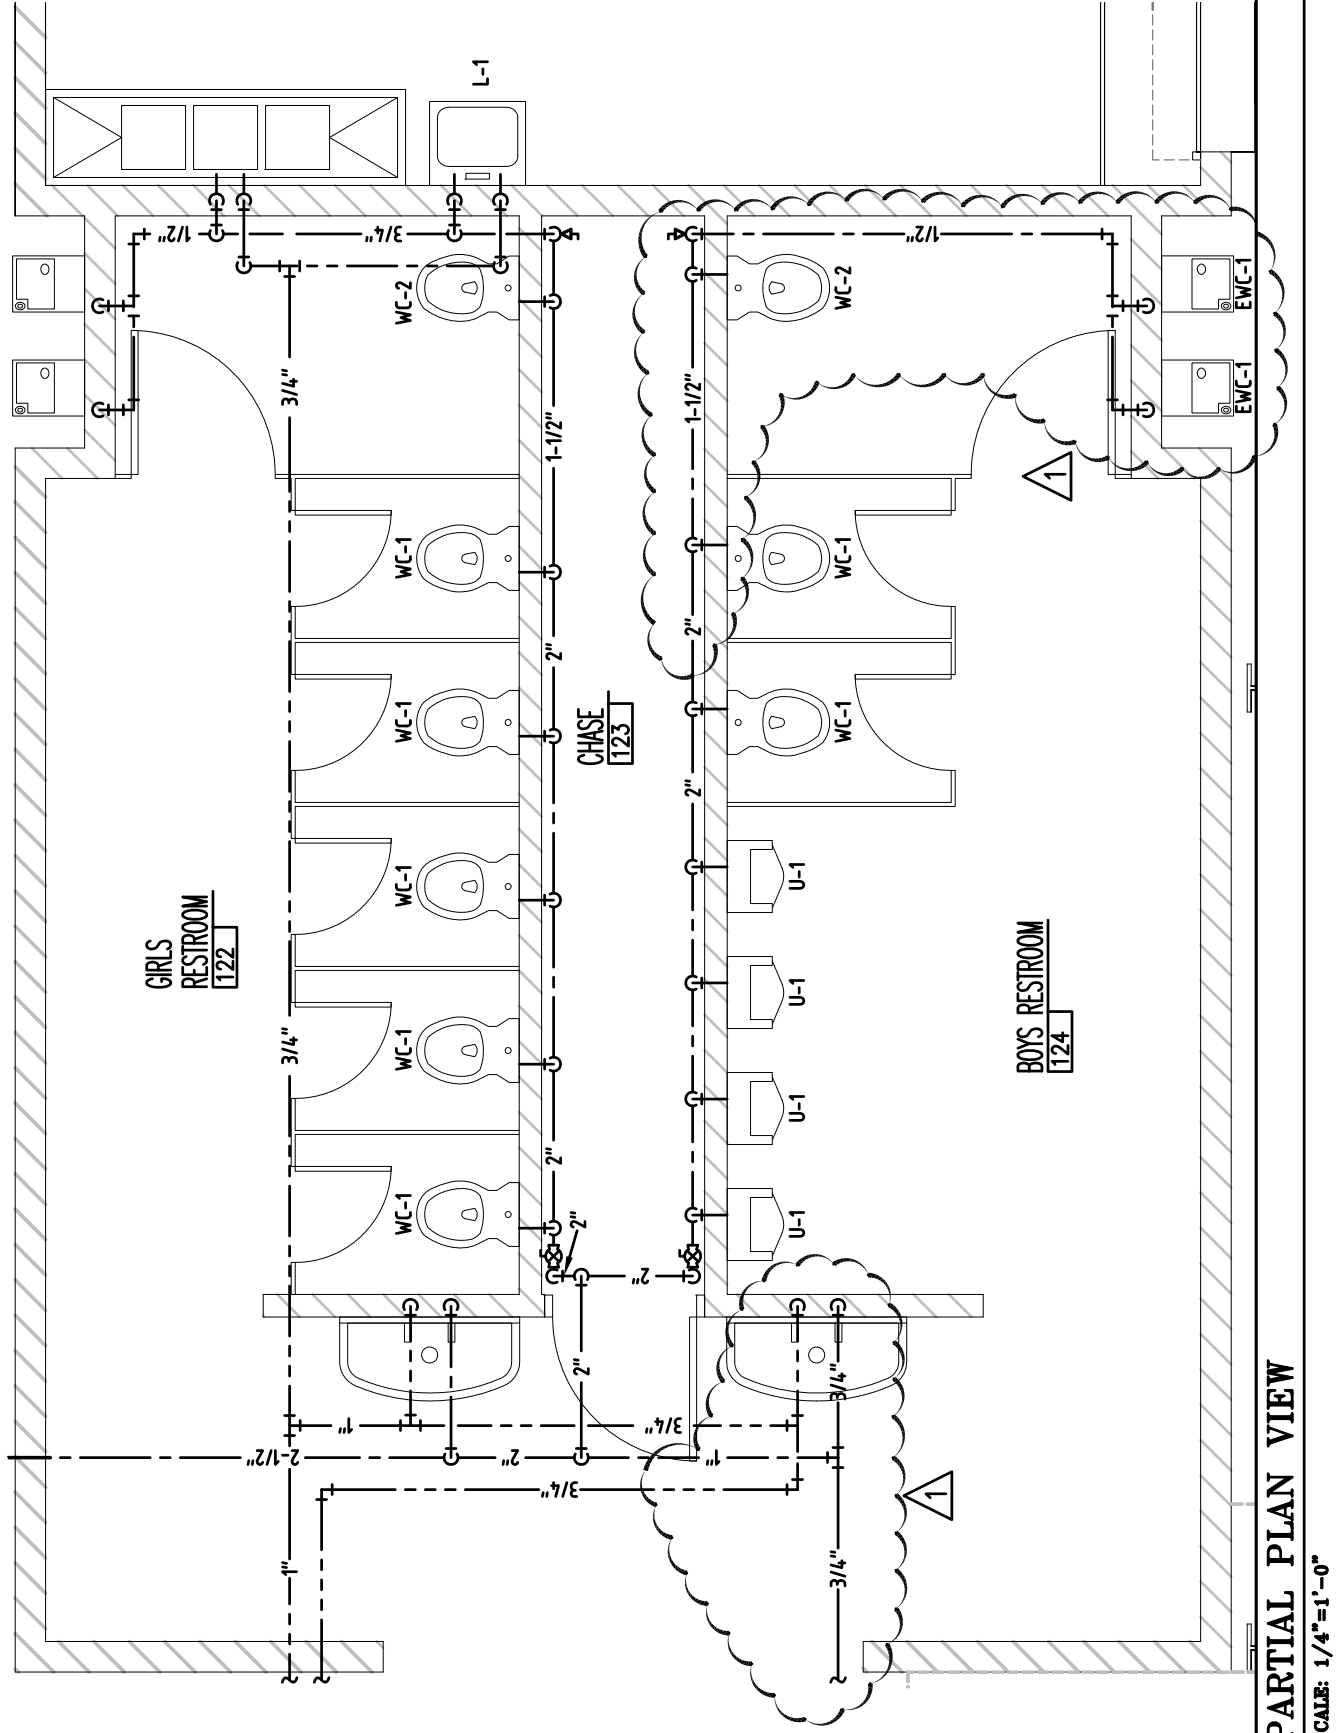 GIRLS
RESTROOM
122
1/2"
2-1/2"
1"
3/4"
3/4"
1"
3/4"
WC-1
WC-1
WC-1
WC-1
WC-1
WC-2
L-1
2"
3/4"
2"
2"
1-1/2"
2"
2"
CHASE
123
2"
3/4"
1"
2"
2"
1-1/2"
U-1
U-1
U-1
U-1
3/4"
3/4"
WC-1
WC-1
WC-2
1/2"
1
BOYS RESTROOM
124
1
EWC-1
EWC-1
PARTIAL PLAN VIEW
CALE: 1/4"=1'-0"